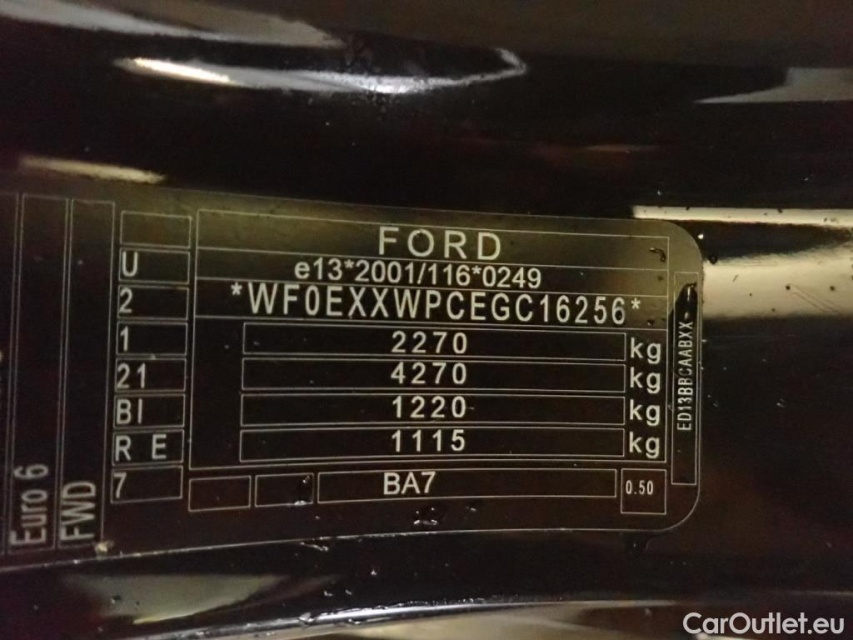 FORD
U
e13*2001/116*0249
2
*WF0EXXWPCEGC16256*
1
2270 kg
21
4270 kg
BI
1220 kg
R E
1115 kg
7
BA7
0.50
ED13BBCAABXX
Euro 6
FWD
CarOutlet.eu